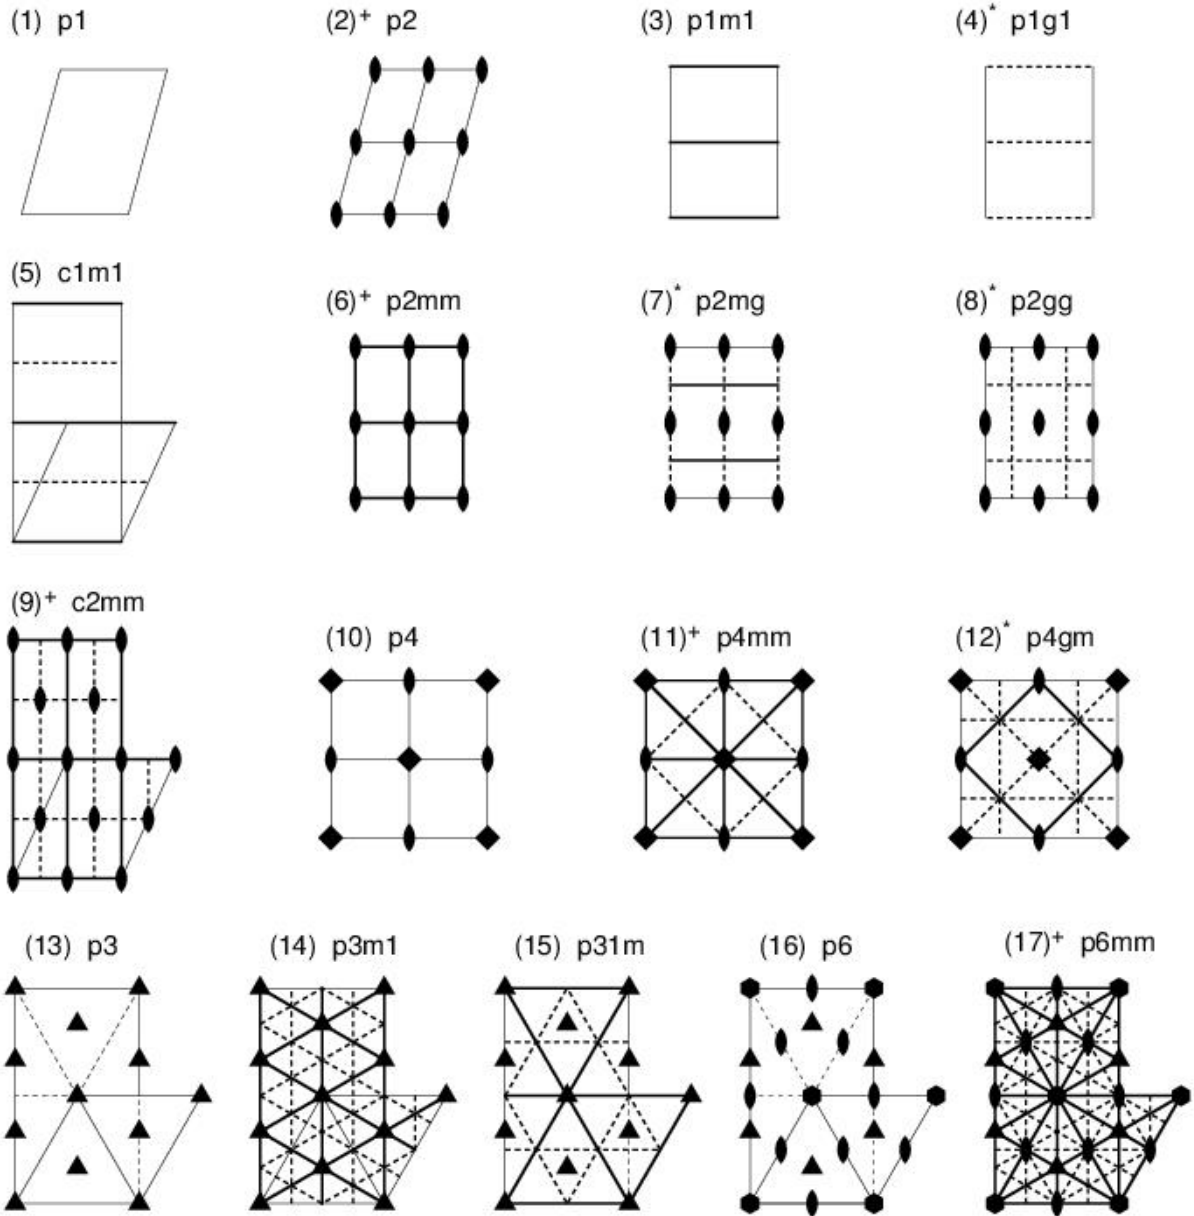 (1) p1
(2)+ p2
(3) p1m1
(4)* p1g1
(5) c1m1
(6)+ p2mm
(7)* p2mg
(8)* p2gg
(9)+ c2mm
(10) p4
(11)+ p4mm
(12)* p4gm
(13) p3
(14) p3m1
(15) p31m
(16) p6
(17)+ p6mm